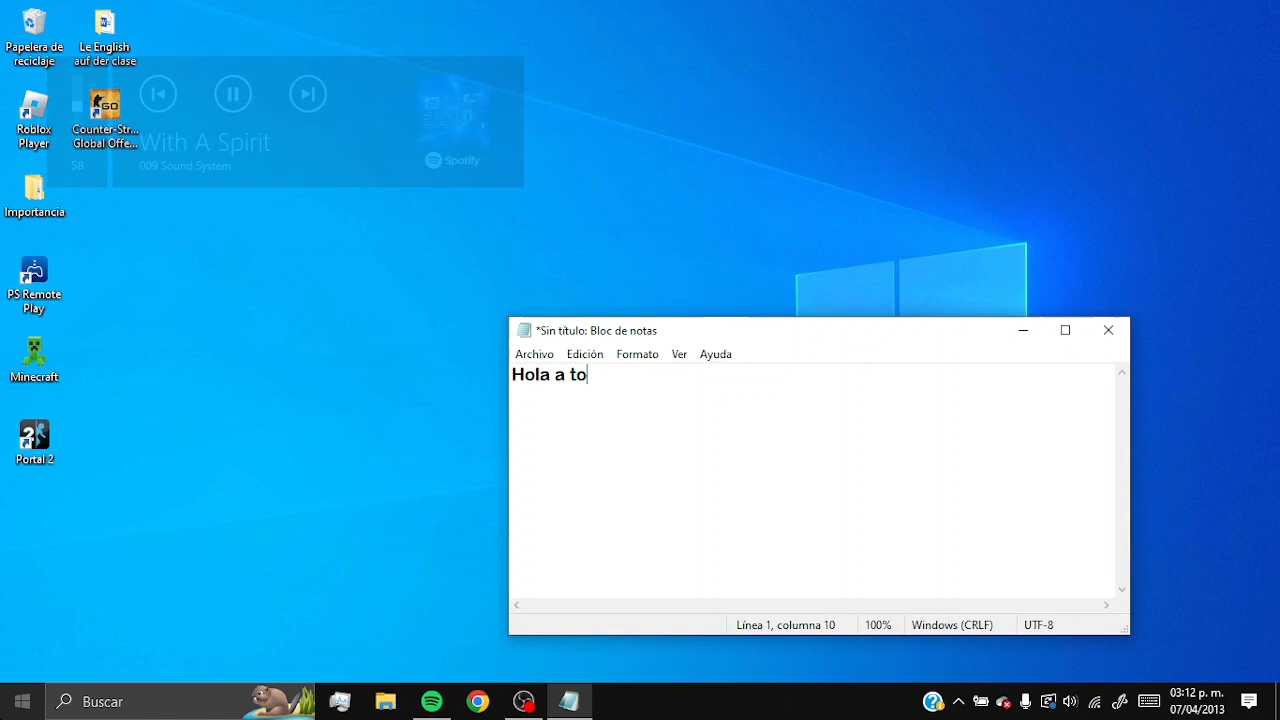 Papelera de
reciclaje
Le English
auf der clase
Roblox
Player
Counter-Str...
Global Offe...
Importancia
PS Remote
Play
Minecraft
Portal 2
58
With A Spirit
009 Sound System
Spotify
*Sin título: Bloc de notas
Archivo Edición Formato Ver Ayuda
Hola a to
Línea 1, columna 10 100% Windows (CRLF) UTF-8
Buscar
03:12 p. m.
07/04/2013